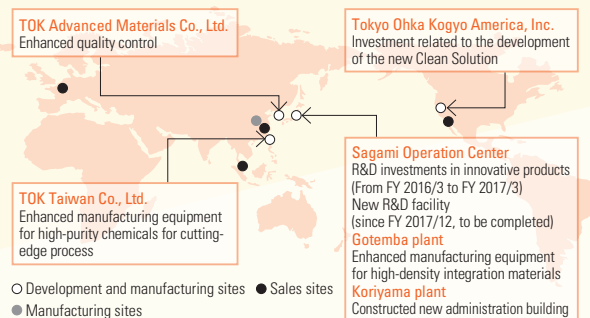 TOK Advanced Materials Co., Ltd.
Enhanced quality control
Tokyo Ohka Kogyo America, Inc.
Investment related to the development
of the new Clean Solution
TOK Taiwan Co., Ltd.
Enhanced manufacturing equipment
for high-purity chemicals for cutting-
edge process
Sagami Operation Center
R&D investments in innovative products
(From FY 2016/3 to FY 2017/3)
New R&D facility
(since FY 2017/12, to be completed)
Gotemba plant
Enhanced manufacturing equipment
for high-density integration materials
Koriyama plant
Constructed new administration building
Development and manufacturing sites
Sales sites
Manufacturing sites